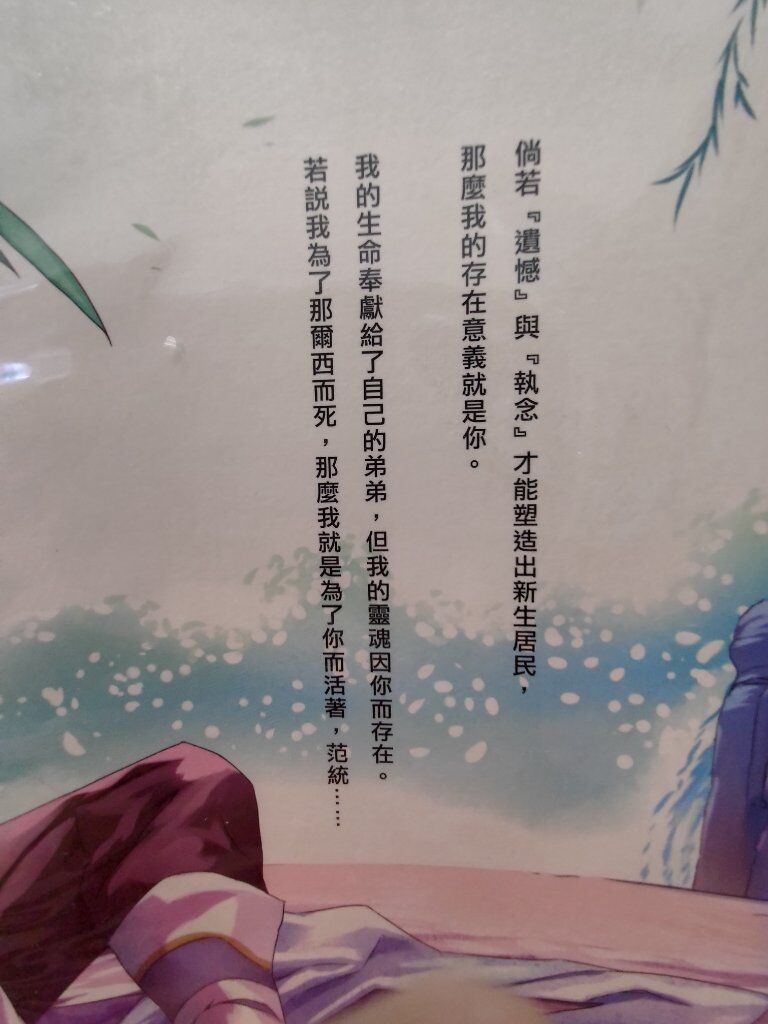 倘若『遺憾』與『執念』才能塑造出新生居民，
那麼我的存在意義就是你。
我的生命奉獻給了自己的弟弟，但我的靈魂因你而存在。
若說我為了那爾西而死，那麼我就是為了你而活著，范統……